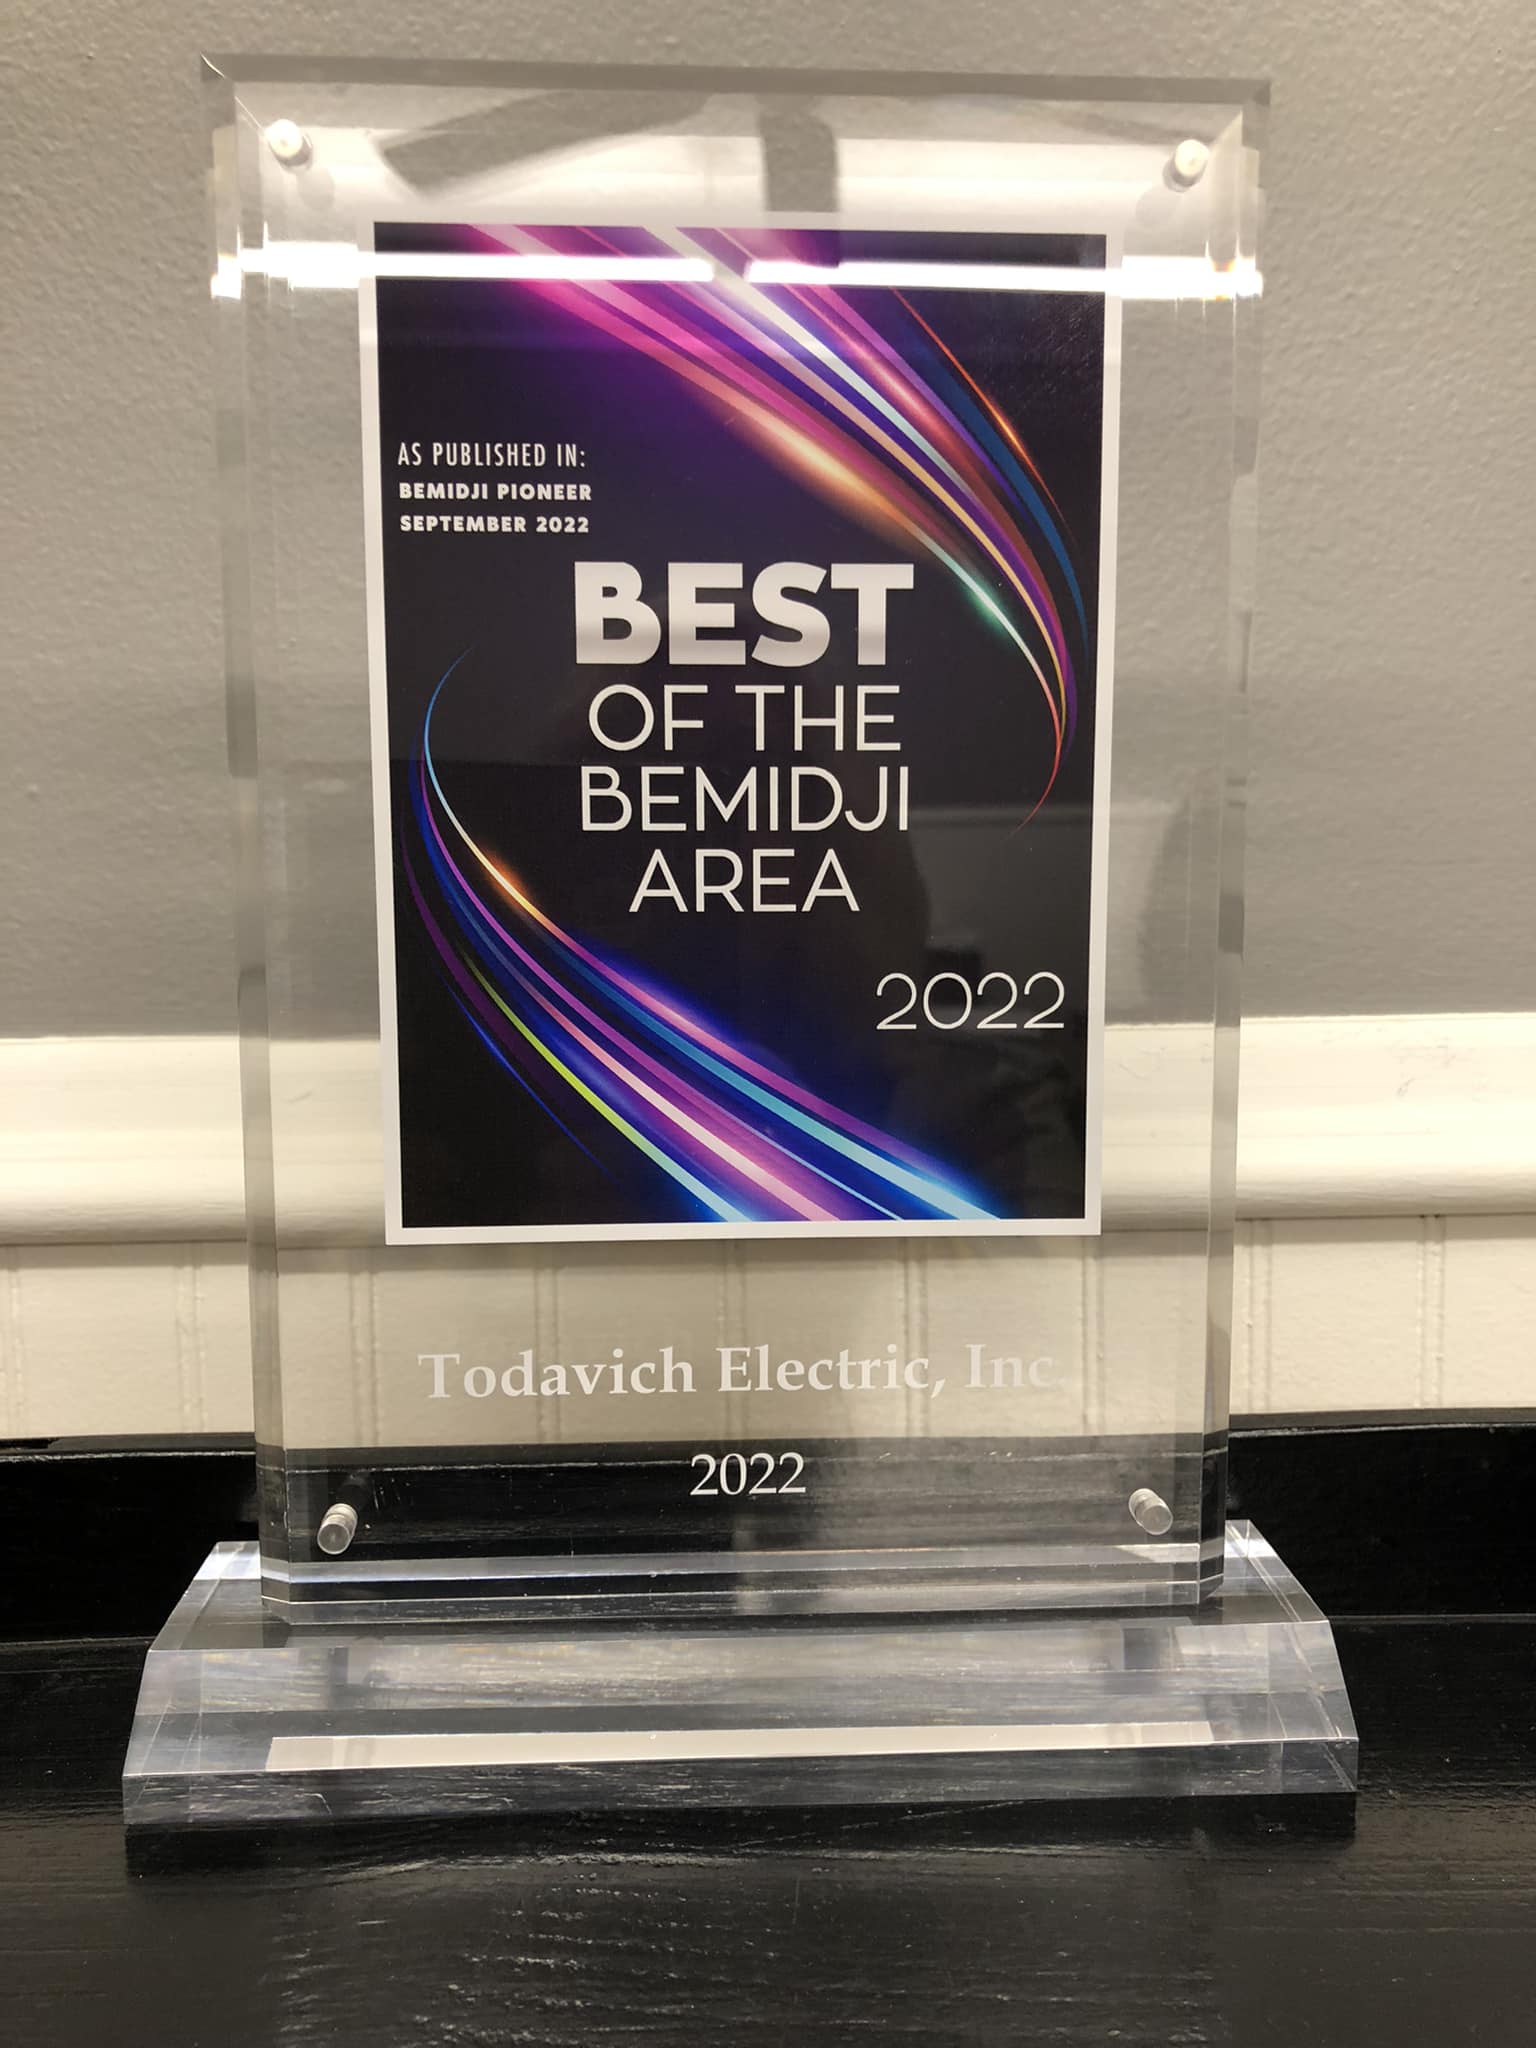 AS PUBLISHED IN:
BEMIDJI PIONEER
SEPTEMBER 2022
BEST
OF THE
BEMIDJI
AREA
2022
Todavich Electric, Inc.
2022